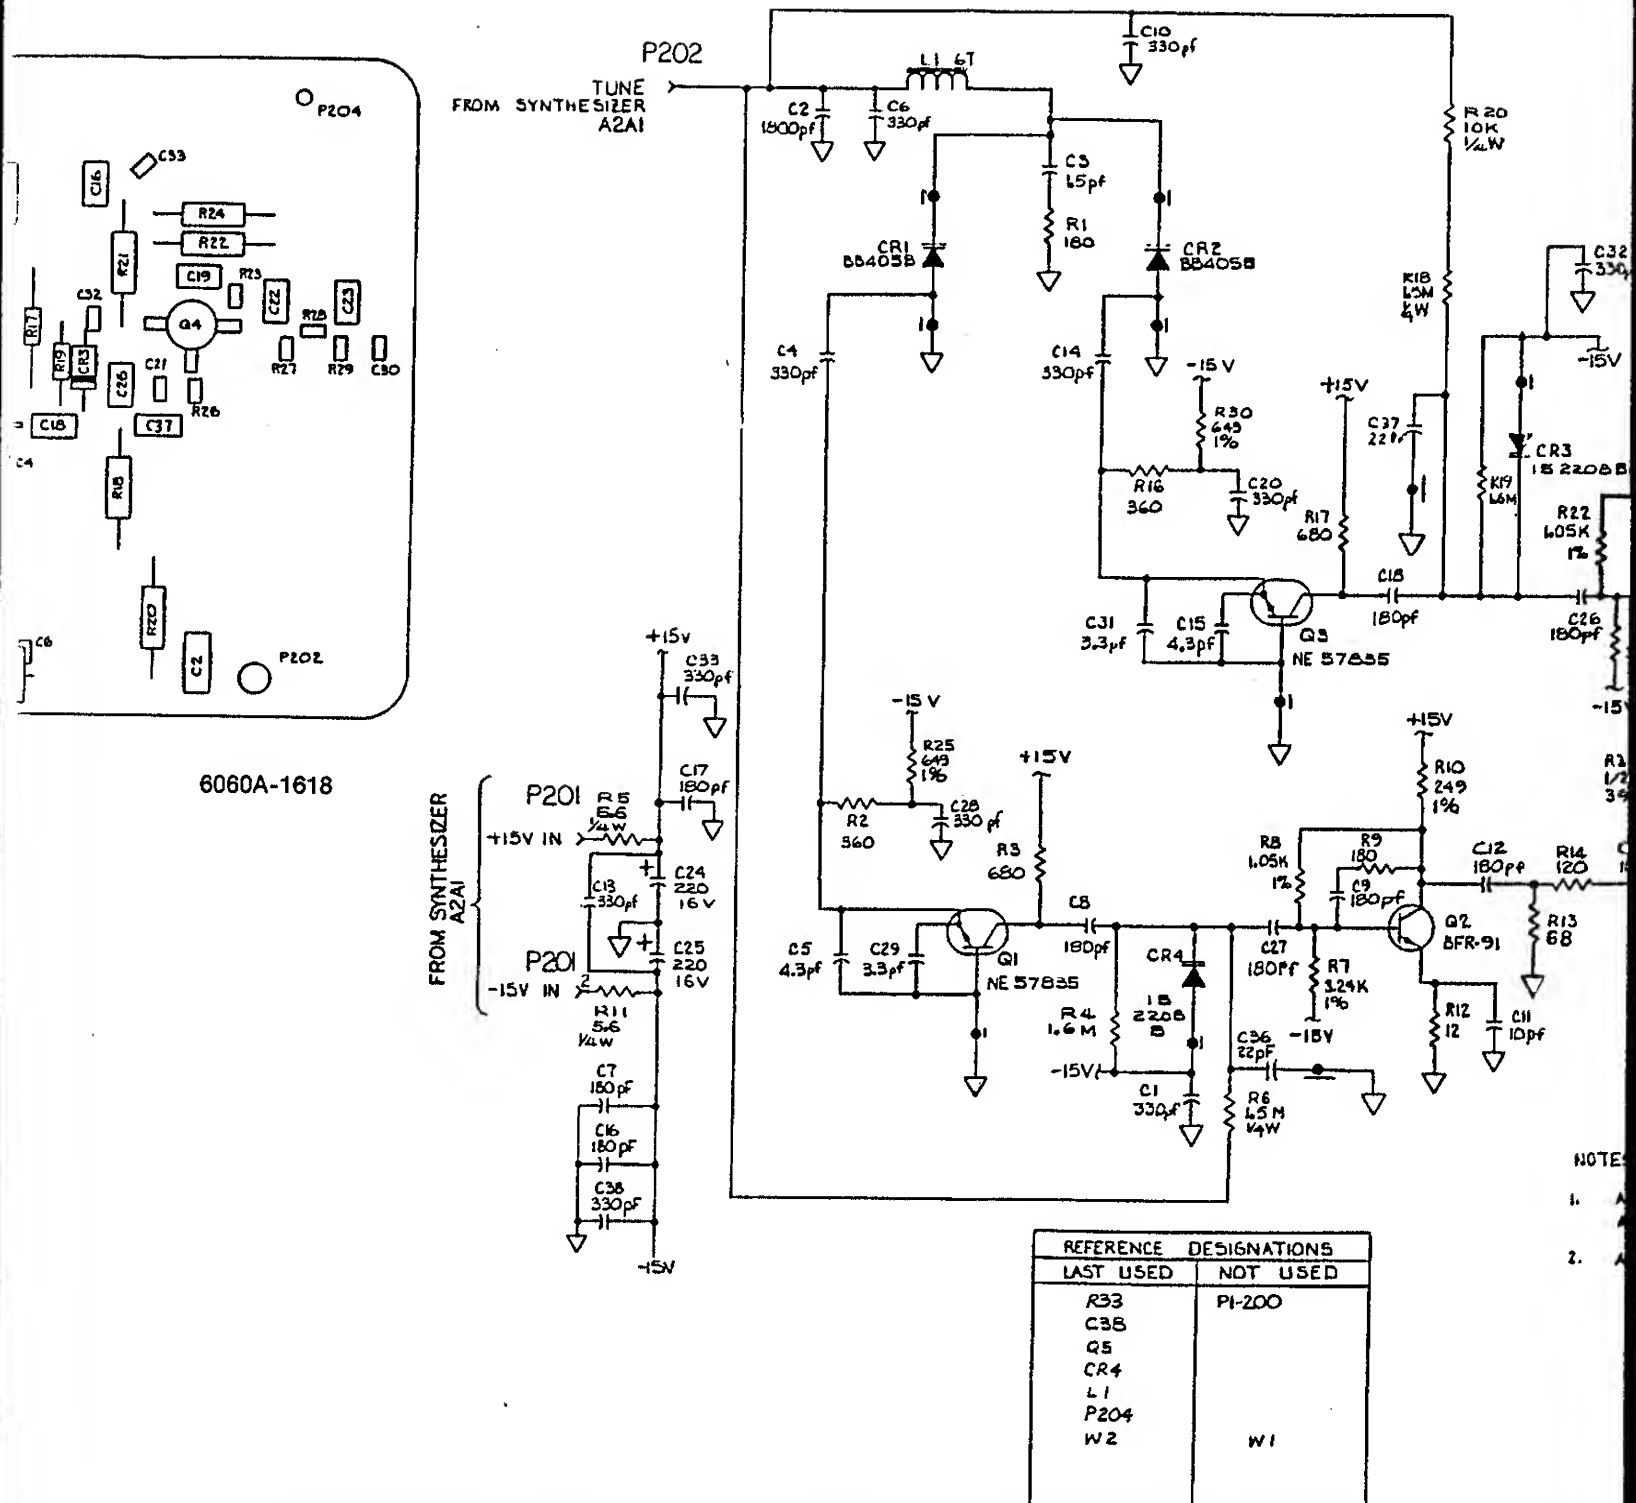 P204
C33
C16
R24
R22
R21
C19
R23
C32
C22
C23
R17
Q4
R28
R19
CR3
C26
C21
R27
R29
C30
R26
C18
C37
C4
R18
R20
C6
C2
P202
6060A-1618
P202
TUNE
FROM SYNTHESIZER
A2A1
C10
330pf
L1 6T
C2
1800pf
C6
330pf
C3
1.5pf
R1
180
R20
10K
1/4W
CR1
BB405B
CR2
BB405B
R18
1.5M
1/4W
C32
330
-15V
C4
330pf
C14
330pf
-15V
R30
649
1%
+15V
C37
22Pf
CR3
1S2208B
R16
360
C20
330pf
R17
680
R19
1.6M
R22
1.05K
1%
C18
180pf
C26
180pf
C31
3.3pf
C15
4.3pf
Q3
NE 57835
-15V
+15V
C33
330pf
C17
180pf
FROM SYNTHESIZER
A2A1
P201
R5
5.6
1/4W
+15V IN
C13
330pf
+
C24
220
16V
+
C25
220
16V
P201
-15V IN
2
R11
5.6
1/4W
C7
180pf
C16
180pF
C38
330pF
-15V
-15V
R25
649
1%
+15V
R2
360
C28
330pf
R3
680
C5
4.3pf
C29
3.3pf
Q1
NE 57835
C8
180pf
CR4
1S
2208
B
R4
1.6M
-15V
C1
330pf
C27
180Pf
R7
3.24K
1%
-15V
C36
22pF
R6
1.5M
1/4W
+15V
R10
249
1%
R8
1.05K
1%
R9
180
C9
180pf
C12
180pf
R14
120
Q2
BFR-91
R13
68
R12
12
C11
10pf
NOTES
1. A
2. A
REFERENCE DESIGNATIONS
LAST USED NOT USED
R33 P1-200
C38
Q5
CR4
L1
P204
W2 W1